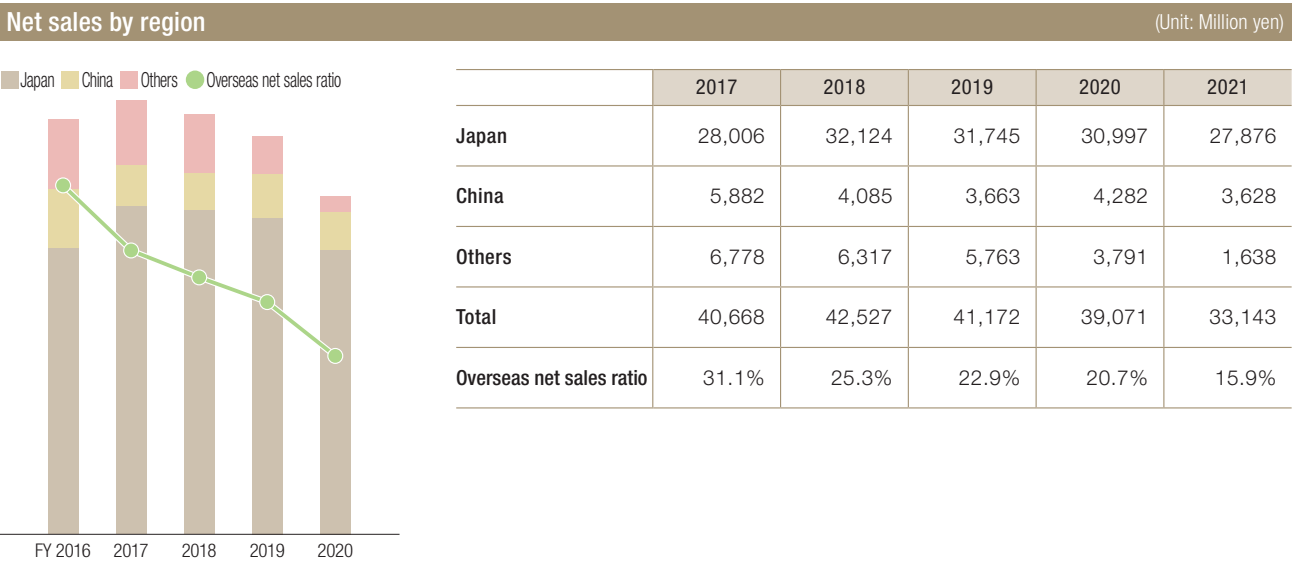 Net sales by region (Unit: Million yen)
Japan China Others Overseas net sales ratio
FY 2016 2017 2018 2019 2020
2017 2018 2019 2020 2021
Japan 28,006 32,124 31,745 30,997 27,876
China 5,882 4,085 3,663 4,282 3,628
Others 6,778 6,317 5,763 3,791 1,638
Total 40,668 42,527 41,172 39,071 33,143
Overseas net sales ratio 31.1% 25.3% 22.9% 20.7% 15.9%